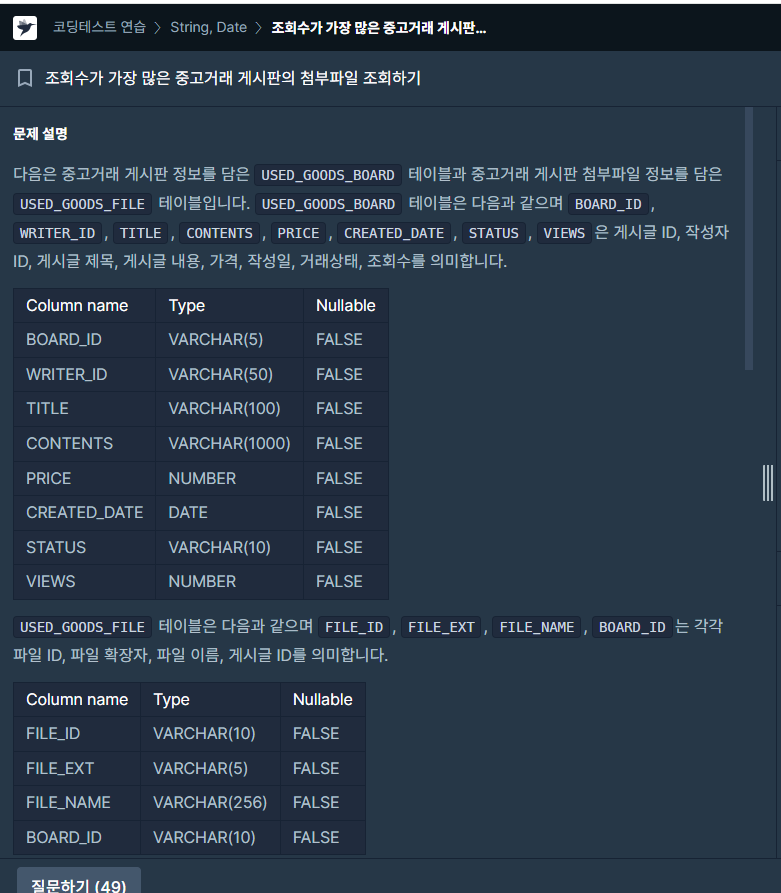 코딩테스트 연습 > String, Date > 조회수가 가장 많은 중고거래 게시판...
조회수가 가장 많은 중고거래 게시판의 첨부파일 조회하기
문제 설명
다음은 중고거래 게시판 정보를 담은 USED_GOODS_BOARD 테이블과 중고거래 게시판 첨부파일 정보를 담은
USED_GOODS_FILE 테이블입니다. USED_GOODS_BOARD 테이블은 다음과 같으며 BOARD_ID,
WRITER_ID, TITLE, CONTENTS, PRICE, CREATED_DATE, STATUS, VIEWS은 게시글 ID, 작성자
ID, 게시글 제목, 게시글 내용, 가격, 작성일, 거래상태, 조회수를 의미합니다.
Column name Type Nullable
BOARD_ID VARCHAR(5) FALSE
WRITER_ID VARCHAR(50) FALSE
TITLE VARCHAR(100) FALSE
CONTENTS VARCHAR(1000) FALSE
PRICE NUMBER FALSE
CREATED_DATE DATE FALSE
STATUS VARCHAR(10) FALSE
VIEWS NUMBER FALSE
USED_GOODS_FILE 테이블은 다음과 같으며 FILE_ID, FILE_EXT, FILE_NAME, BOARD_ID는 각각
파일 ID, 파일 확장자, 파일 이름, 게시글 ID를 의미합니다.
Column name Type Nullable
FILE_ID VARCHAR(10) FALSE
FILE_EXT VARCHAR(5) FALSE
FILE_NAME VARCHAR(256) FALSE
BOARD_ID VARCHAR(10) FALSE
질문하기 (49)